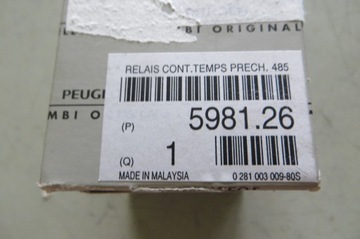 BI ORIGINAL
RELAIS CONT.TEMPS PRECH, 485
PEUG
(P) 5981.26
MBI O
(Q) 1
MADE IN MALAYSIA 0 281 003 009-80S